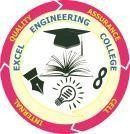 QUALITY ASSURANCE
EXCEL ENGINEERING COLLEGE
INTERNAL CELL